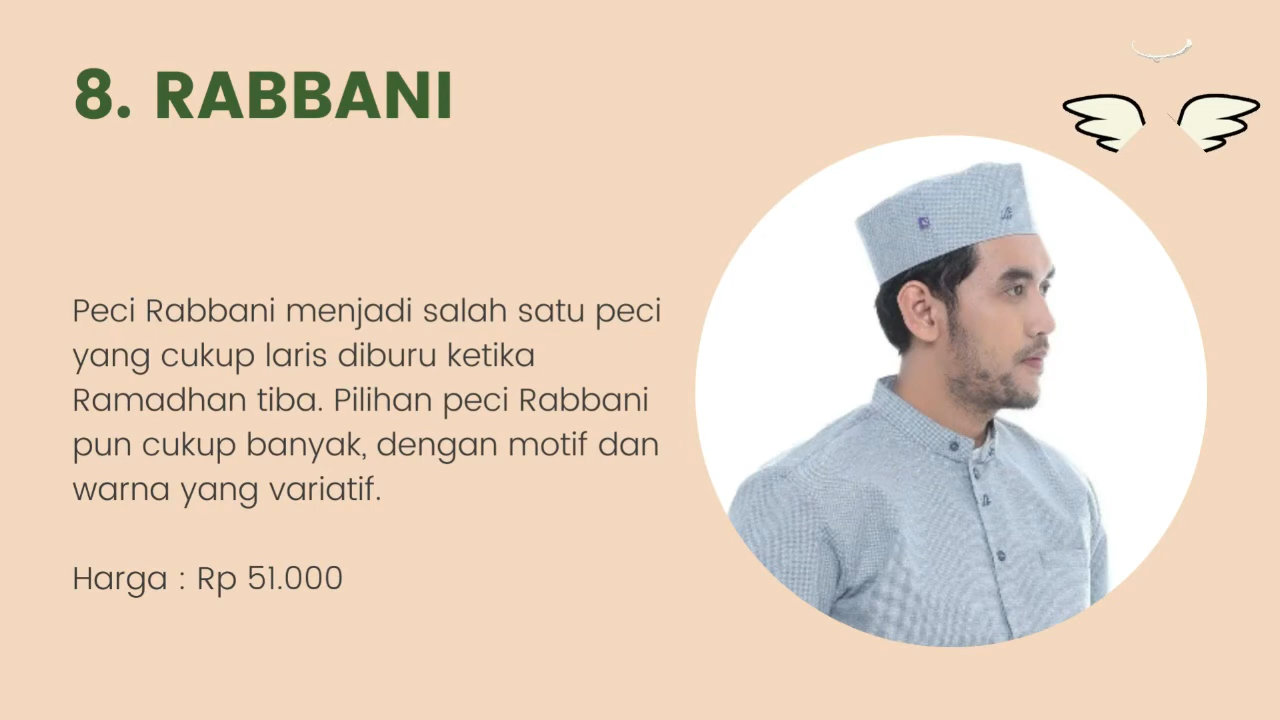 8. RABBANI
Peci Rabbani menjadi salah satu peci
yang cukup laris diburu ketika
Ramadhan tiba. Pilihan peci Rabbani
pun cukup banyak, dengan motif dan
warna yang variatif.
Harga : Rp 51.000